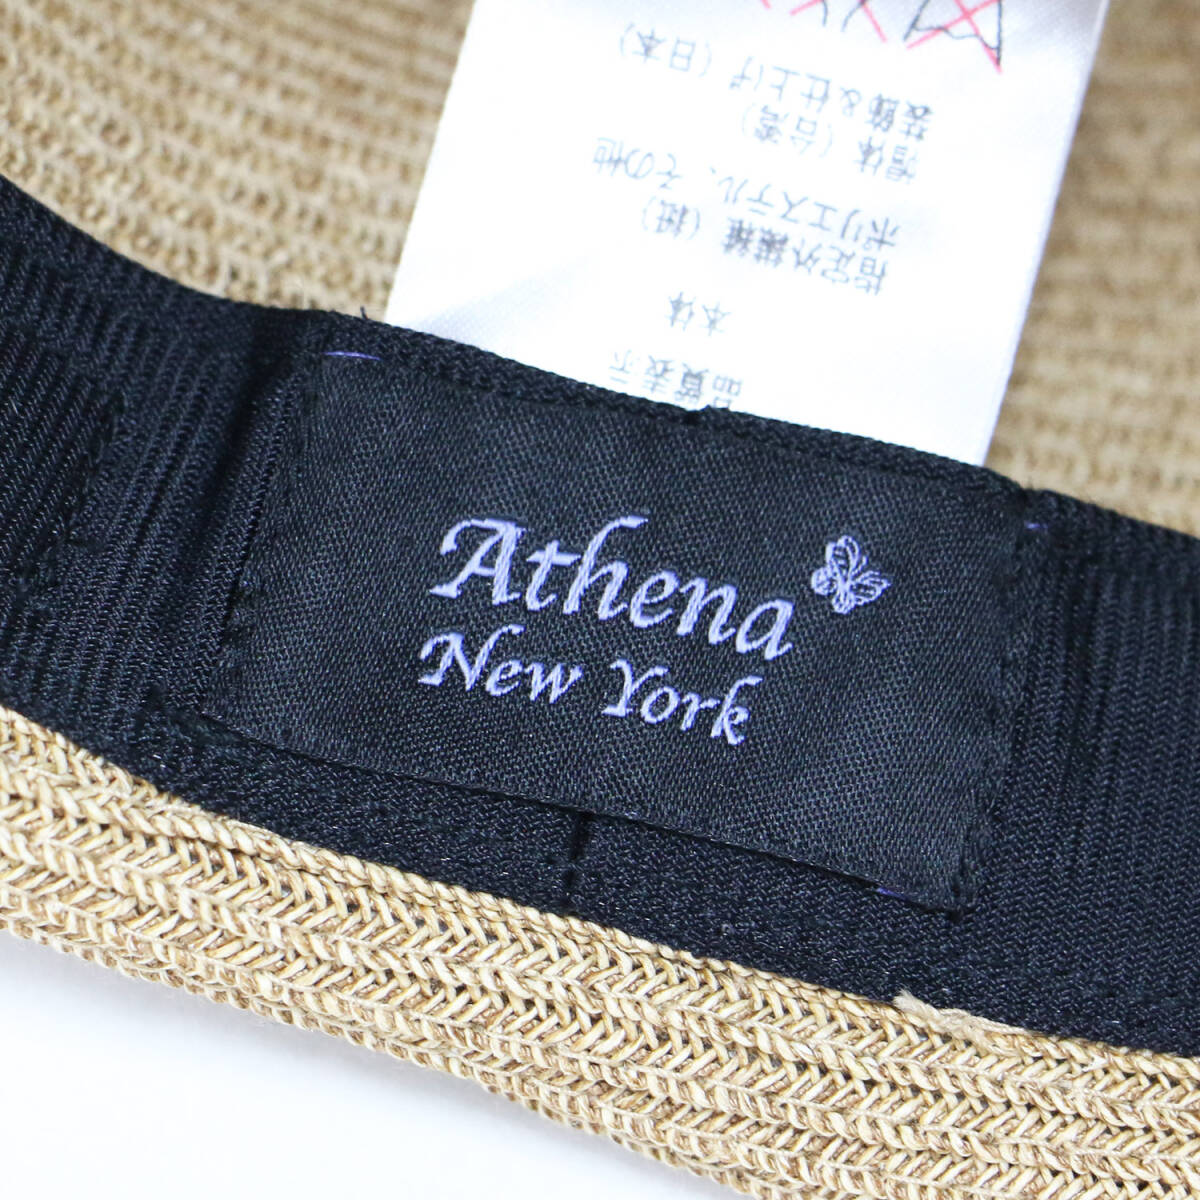 Athena
New York
品質表示
本体
指定外繊維（紙）
ポリエステル、その他
帽体（台湾）
装飾＆仕上げ（日本）